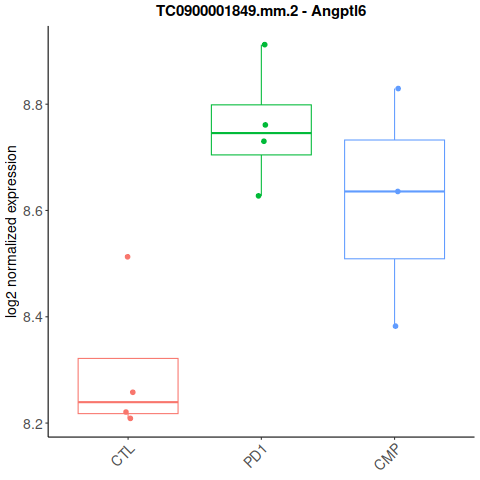 TC0900001849.mm.2 - Angptl6
log2 normalized expression
8.8
8.6
8.4
8.2
CTL
PD1
CMP